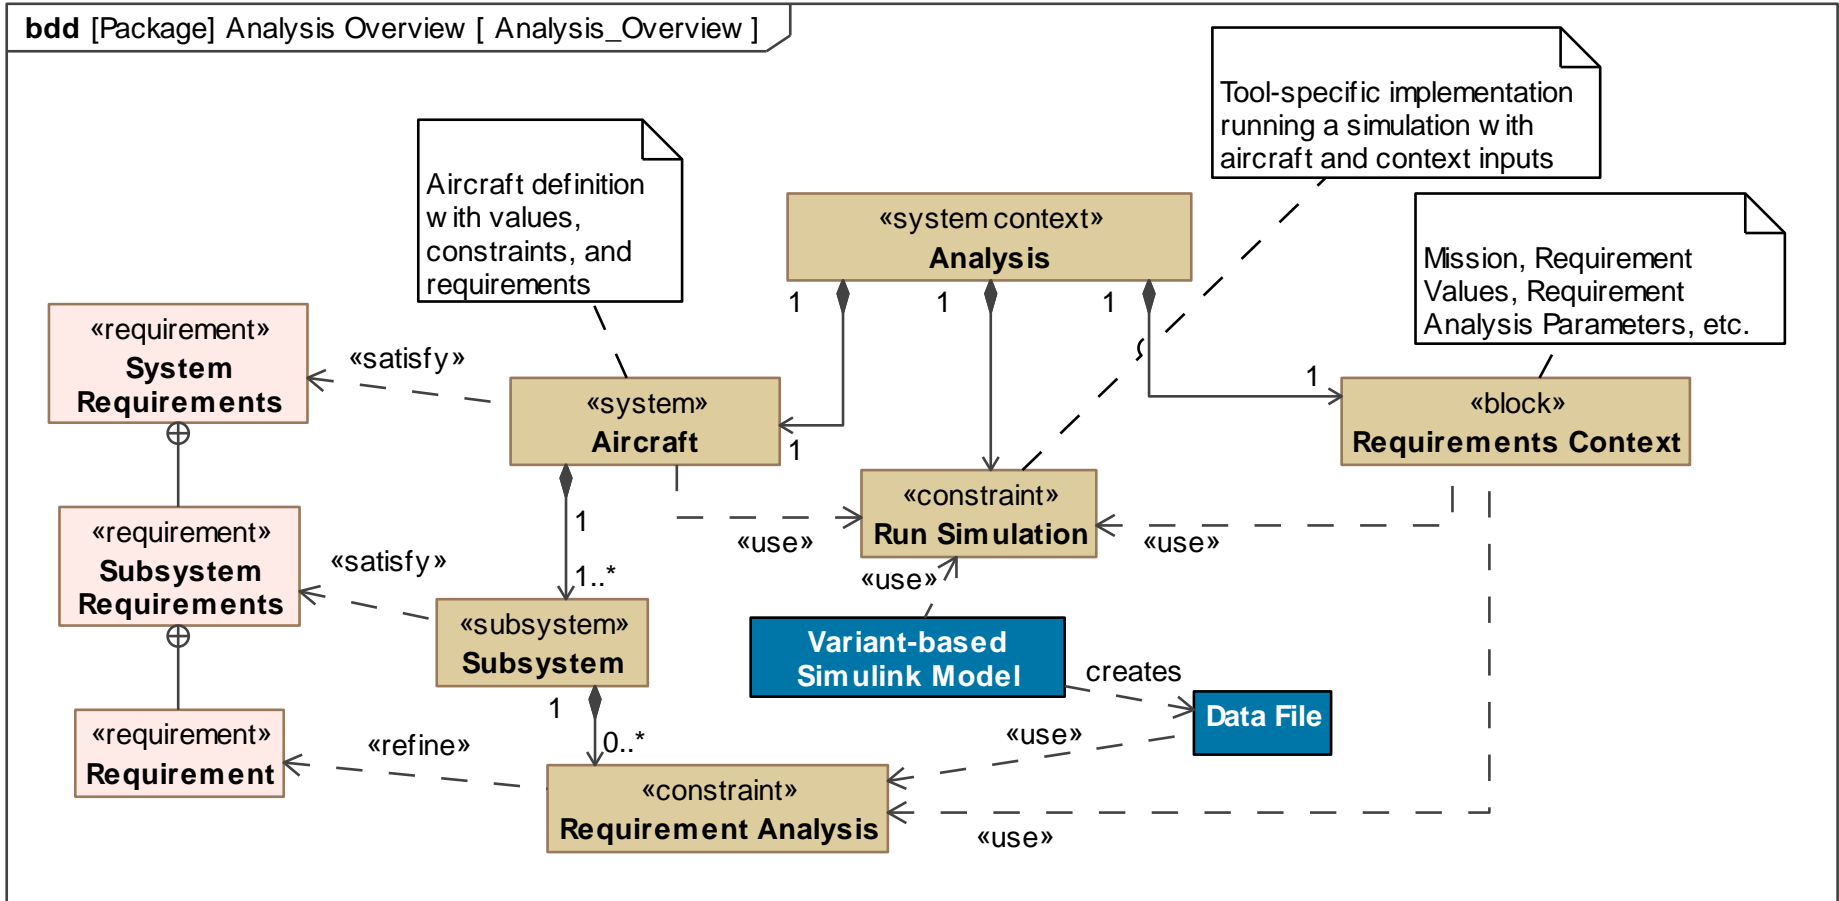 bdd [Package] Analysis Overview [ Analysis_Overview ]
Tool-specific implementation
running a simulation with
aircraft and context inputs
Aircraft definition
with values,
constraints, and
requirements
«system context»
Analysis
Mission, Requirement
Values, Requirement
Analysis Parameters, etc.
1
1
1
«requirement»
System
Requirements
«satisfy»
«system»
Aircraft
1
1
«block»
Requirements Context
«constraint»
Run Simulation
«use»
«use»
1
1..*
«requirement»
Subsystem
Requirements
«satisfy»
«use»
«subsystem»
Subsystem
Variant-based
Simulink Model
creates
Data File
1
0..*
«requirement»
Requirement
«refine»
«use»
«constraint»
Requirement Analysis
«use»